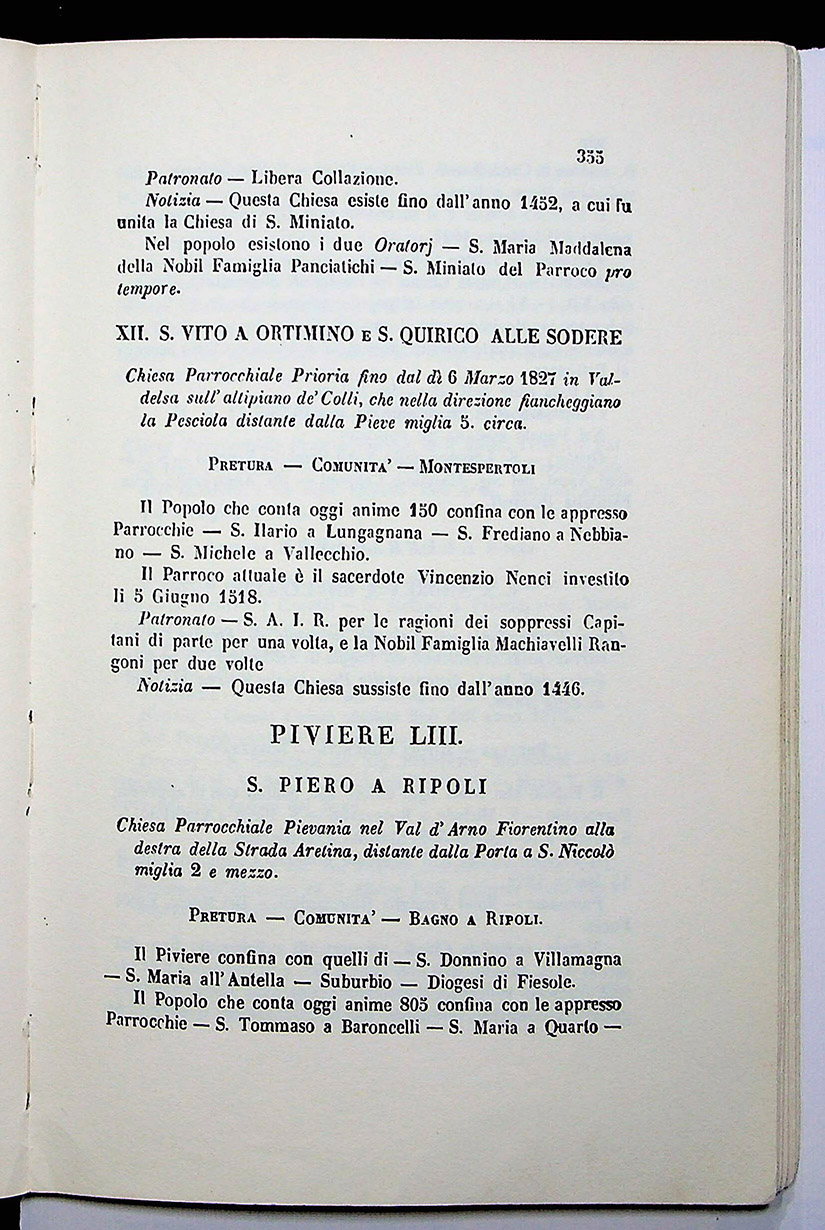 355
Patronato — Libera Collazione.
Notizia — Questa Chiesa esiste fino dall'anno 1452, a cui fu
unita la Chiesa di S. Miniato.
Nel popolo esistono i due Oratorj — S. Maria Maddalena
della Nobil Famiglia Panciatichi — S. Miniato del Parroco pro
tempore.
XII. S. VITO A ORTIMINO E S. QUIRICO ALLE SODERE
Chiesa Parrocchiale Prioria fino dal dì 6 Marzo 1827 in Val-
delsa sull'altipiano de' Colli, che nella direzione fiancheggiano
la Pesciola distante dalla Pieve miglia 5. circa.
PRETURA — COMUNITA' — MONTESPERTOLI
Il Popolo che conta oggi anime 150 confina con le appresso
Parrocchie — S. Ilario a Lungagnana — S. Frediano a Nebbia-
no — S. Michele a Vallecchio.
Il Parroco attuale è il sacerdote Vincenzio Nenci investito
li 5 Giugno 1518.
Patronato — S. A. I. R. per le ragioni dei soppressi Capi-
tani di parte per una volta, e la Nobil Famiglia Machiavelli Ran-
goni per due volte
Notizia — Questa Chiesa sussiste fino dall'anno 1446.
PIVIERE LIII.
S. PIERO A RIPOLI
Chiesa Parrocchiale Pievania nel Val d'Arno Fiorentino alla
destra della Strada Aretina, distante dalla Porta a S. Niccolò
miglia 2 e mezzo.
PRETURA — COMUNITA' — BAGNO A RIPOLI.
Il Piviere confina con quelli di — S. Donnino a Villamagna
— S. Maria all'Antella — Suburbio — Diogesi di Fiesole.
Il Popolo che conta oggi anime 805 confina con le appresso
Parrocchie — S. Tommaso a Baroncelli — S. Maria a Quarto —